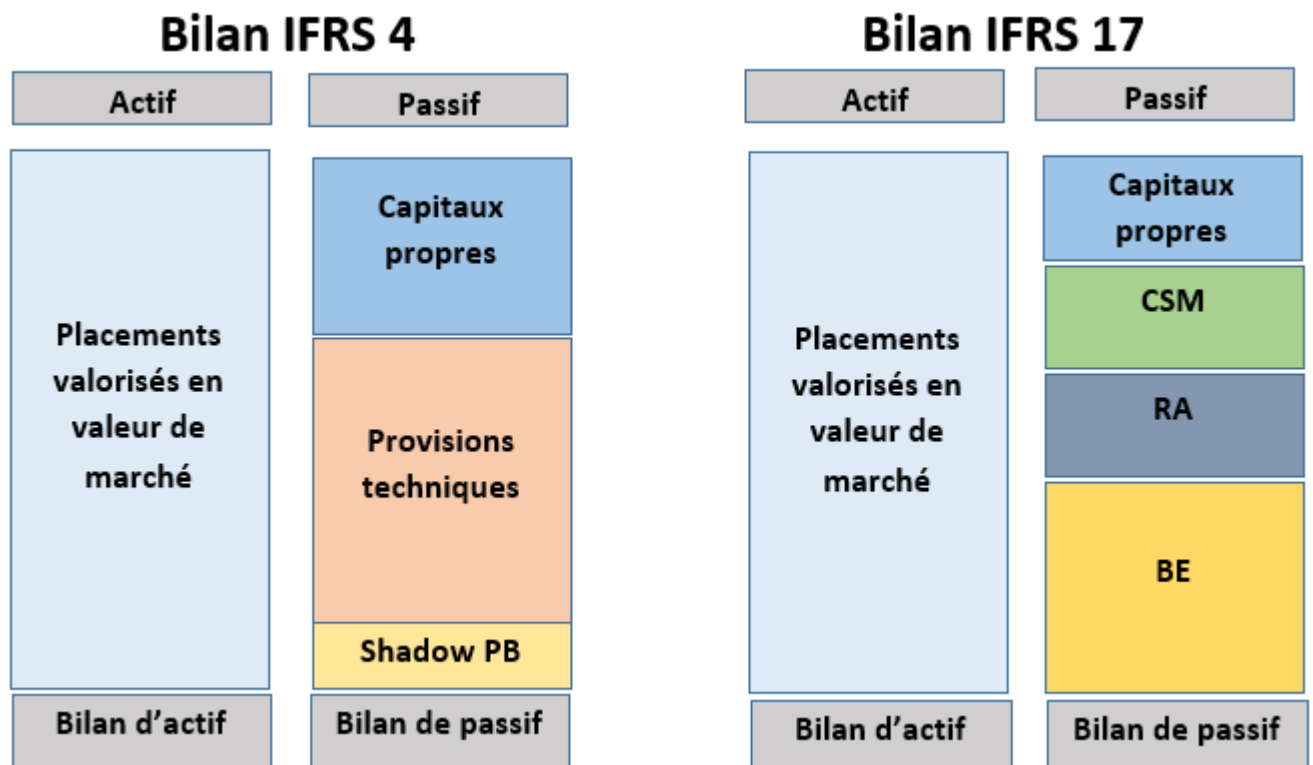 Bilan IFRS 4
Actif
Passif
Placements
valorisés en
valeur de
marché
Capitaux
propres
Provisions
techniques
Shadow PB
Bilan d’actif
Bilan de passif
Bilan IFRS 17
Actif
Passif
Placements
valorisés en
valeur de
marché
Capitaux
propres
CSM
RA
BE
Bilan d’actif
Bilan de passif